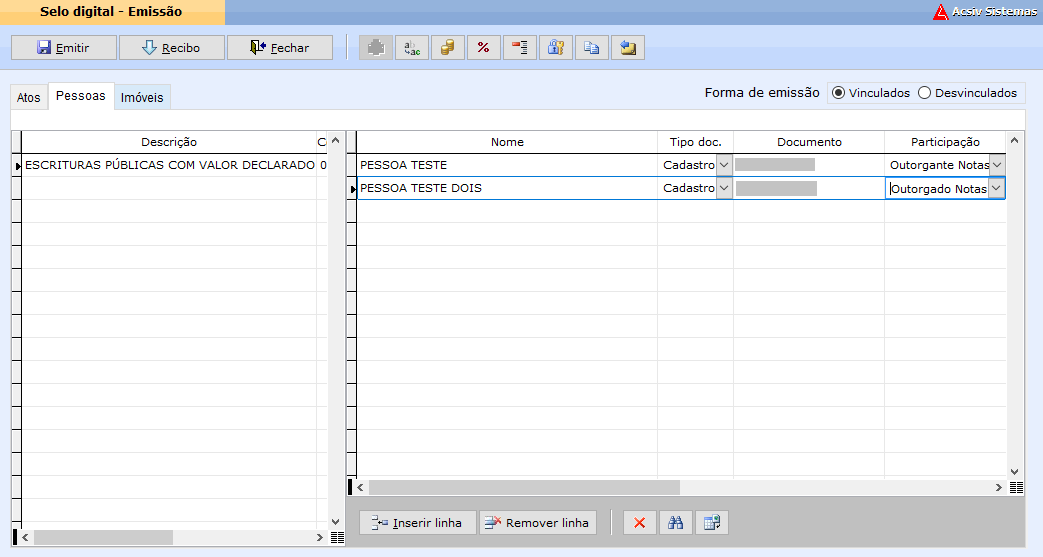 Selo digital - Emissão
Acsiv Sistemas
Emitir Recibo Fechar
Atos Pessoas Imóveis
Forma de emissão Vinculados Desvinculados
Descrição C Nome Tipo doc. Documento Participação
ESCRITURAS PÚBLICAS COM VALOR DECLARADO 0 PESSOA TESTE Cadastro Outorgante Notas
PESSOA TESTE DOIS Cadastro Outorgado Notas
Inserir linha Remover linha